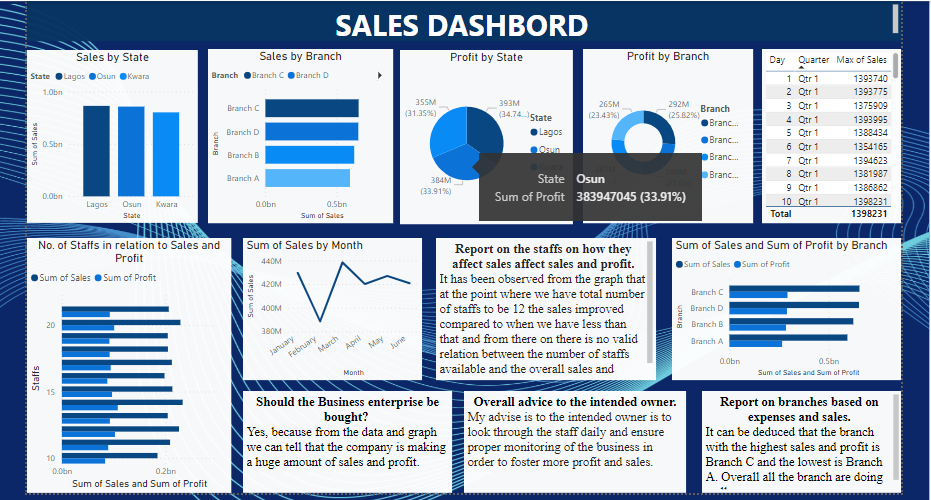 SALES DASHBORD
Sales by State
State Lagos Osun Kwara
1.0bn
0.5bn
0.0bn
Sum of Sales
Lagos Osun Kwara
State
Sales by Branch
Branch Branch C Branch D
Branch C
Branch D
Branch B
Branch A
Branch
0.0bn 0.5bn
Sum of Sales
Profit by State
355M
(31.35%)
393M
(34.74...)
384M
(33.91%)
State
Lagos
Osun
State Osun
Sum of Profit 383947045 (33.91%)
Profit by Branch
265M
(23.43%)
292M
(25.82%)
Branch
Branc...
Branc...
Branc...
Branc...
Day Quarter Max of Sales
1 Qtr 1 1393740
2 Qtr 1 1393775
3 Qtr 1 1375909
4 Qtr 1 1393995
5 Qtr 1 1388434
6 Qtr 1 1354165
7 Qtr 1 1394623
8 Qtr 1 1381987
9 Qtr 1 1386862
10 Qtr 1 1398231
Total 1398231
No. of Staffs in relation to Sales and
Profit
Sum of Sales Sum of Profit
20
15
10
Staffs
0.0bn 0.2bn
Sum of Sales and Sum of Profit
Sum of Sales by Month
440M
420M
400M
380M
Sum of Sales
January February March April May June
Month
Report on the staffs on how they
affect sales affect sales and profit.
It has been observed from the graph that
at the point where we have total number
of staffs to be 12 the sales improved
compared to when we have less than
that and from there on there is no valid
relation between the number of staffs
available and the overall sales and
Sum of Sales and Sum of Profit by Branch
Sum of Sales Sum of Profit
Branch C
Branch D
Branch B
Branch A
Branch
0.0bn 0.5bn
Sum of Sales and Sum of Profit
Should the Business enterprise be
bought?
Yes, because from the data and graph
we can tell that the company is making
a huge amount of sales and profit.
Overall advice to the intended owner.
My advise is to the intended owner is to
look through the staff daily and ensure
proper monitoring of the business in
order to foster more profit and sales.
Report on branches based on
expenses and sales.
It can be deduced that the branch
with the highest sales and profit is
Branch C and the lowest is Branch
A. Overall all the branch are doing